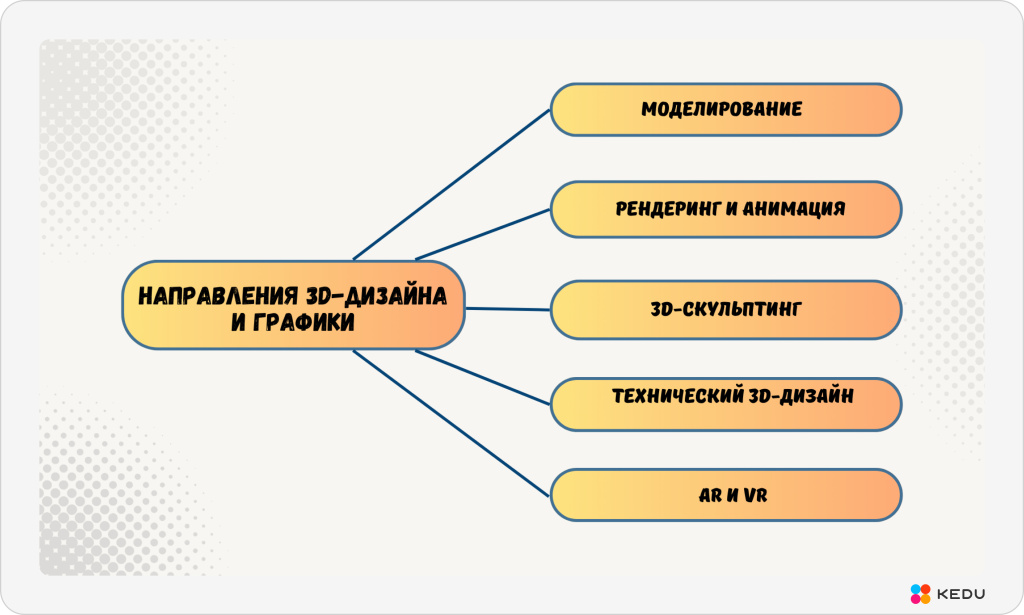 МОДЕЛИРОВАНИЕ
РЕНДЕРИНГ И АНИМАЦИЯ
НАПРАВЛЕНИЯ 3D-ДИЗАЙНА
И ГРАФИКИ
3D-СКУЛЬПТИНГ
ТЕХНИЧЕСКИЙ 3D-ДИЗАЙН
AR И VR
KEDU